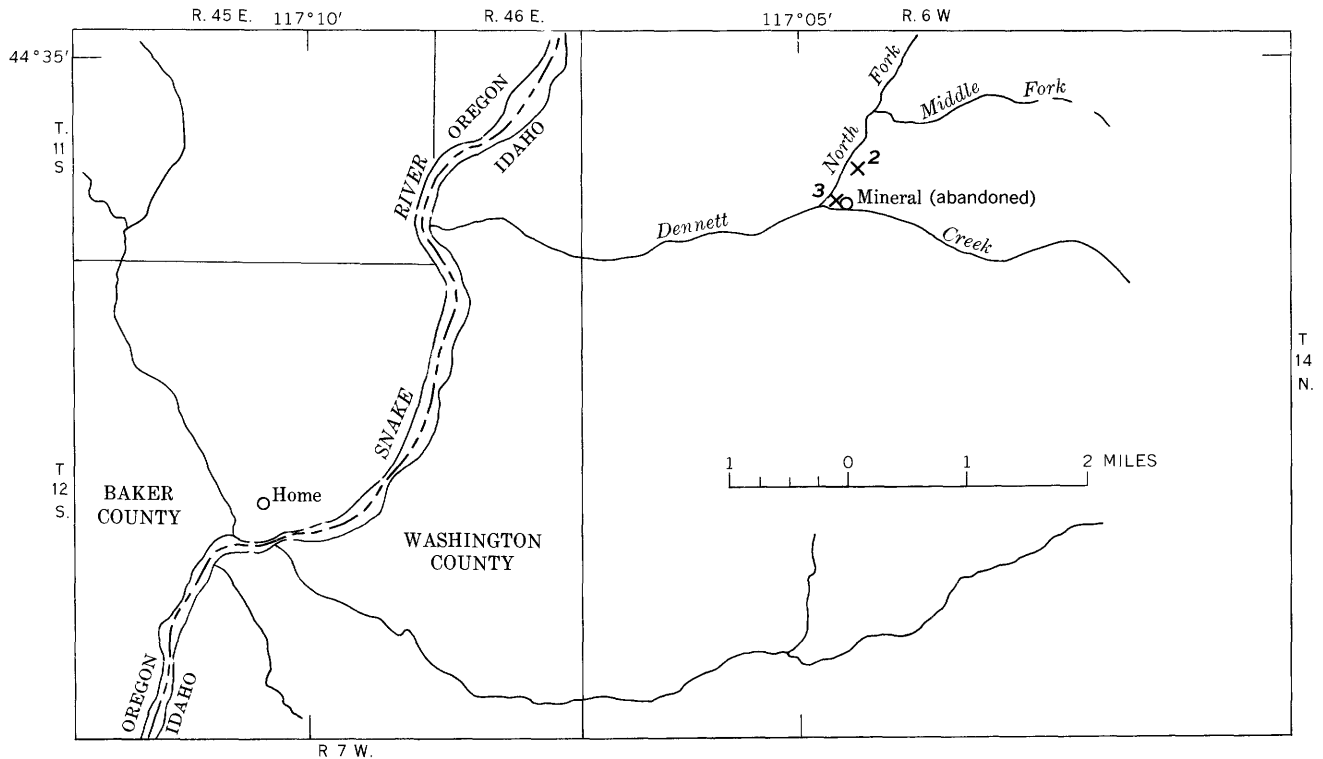 R. 45 E. 117°10′ R. 46 E. 117°05′ R. 6 W
44°35′
T.
11
S
OREGON
IDAHO
RIVER
SNAKE
Fork
North
Middle Fork
2
3
Mineral (abandoned)
Dennett Creek
T
14
N.
1 0 1 2 MILES
T
12
S.
BAKER
COUNTY
Home
WASHINGTON
COUNTY
OREGON
IDAHO
R 7 W.